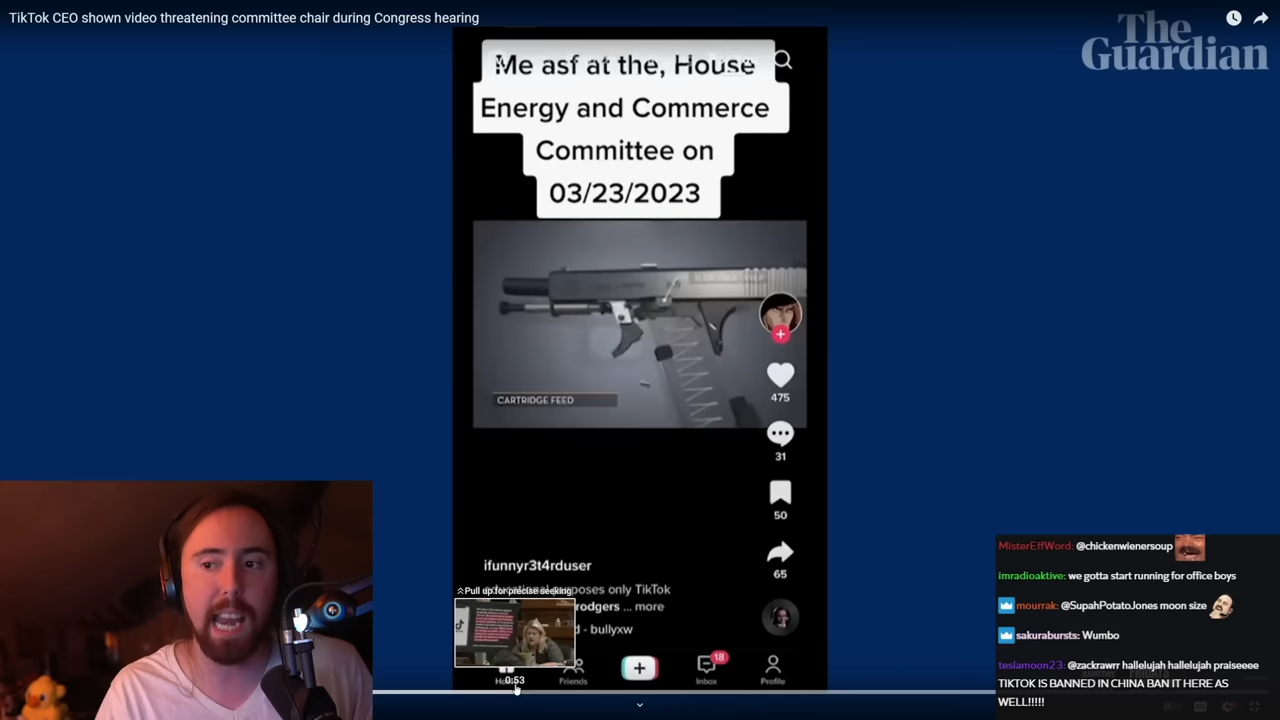 TikTok CEO shown video threatening committee chair during Congress hearing
The
Guardian
Me asf at the, House
Energy and Commerce
Committee on
03/23/2023
CARTRIDGE FEED
475
31
50
65
ifunnyr3t4rduser
educational purposes only TikTok
Pull up for precise seeking
rodgers ... more
d - bullyxw
0:53
Friends
18
Inbox
Profile
MisterEffWord: @chickenwienersoup
imradioaktive: we gotta start running for office boys
mourrak: @SupahPotatoJones moon size
sakurabursts: Wumbo
teslamoon23: @zackrawrr hallelujah hallelujah praiseeee
TIKTOK IS BANNED IN CHINA BAN IT HERE AS
WELL!!!!!